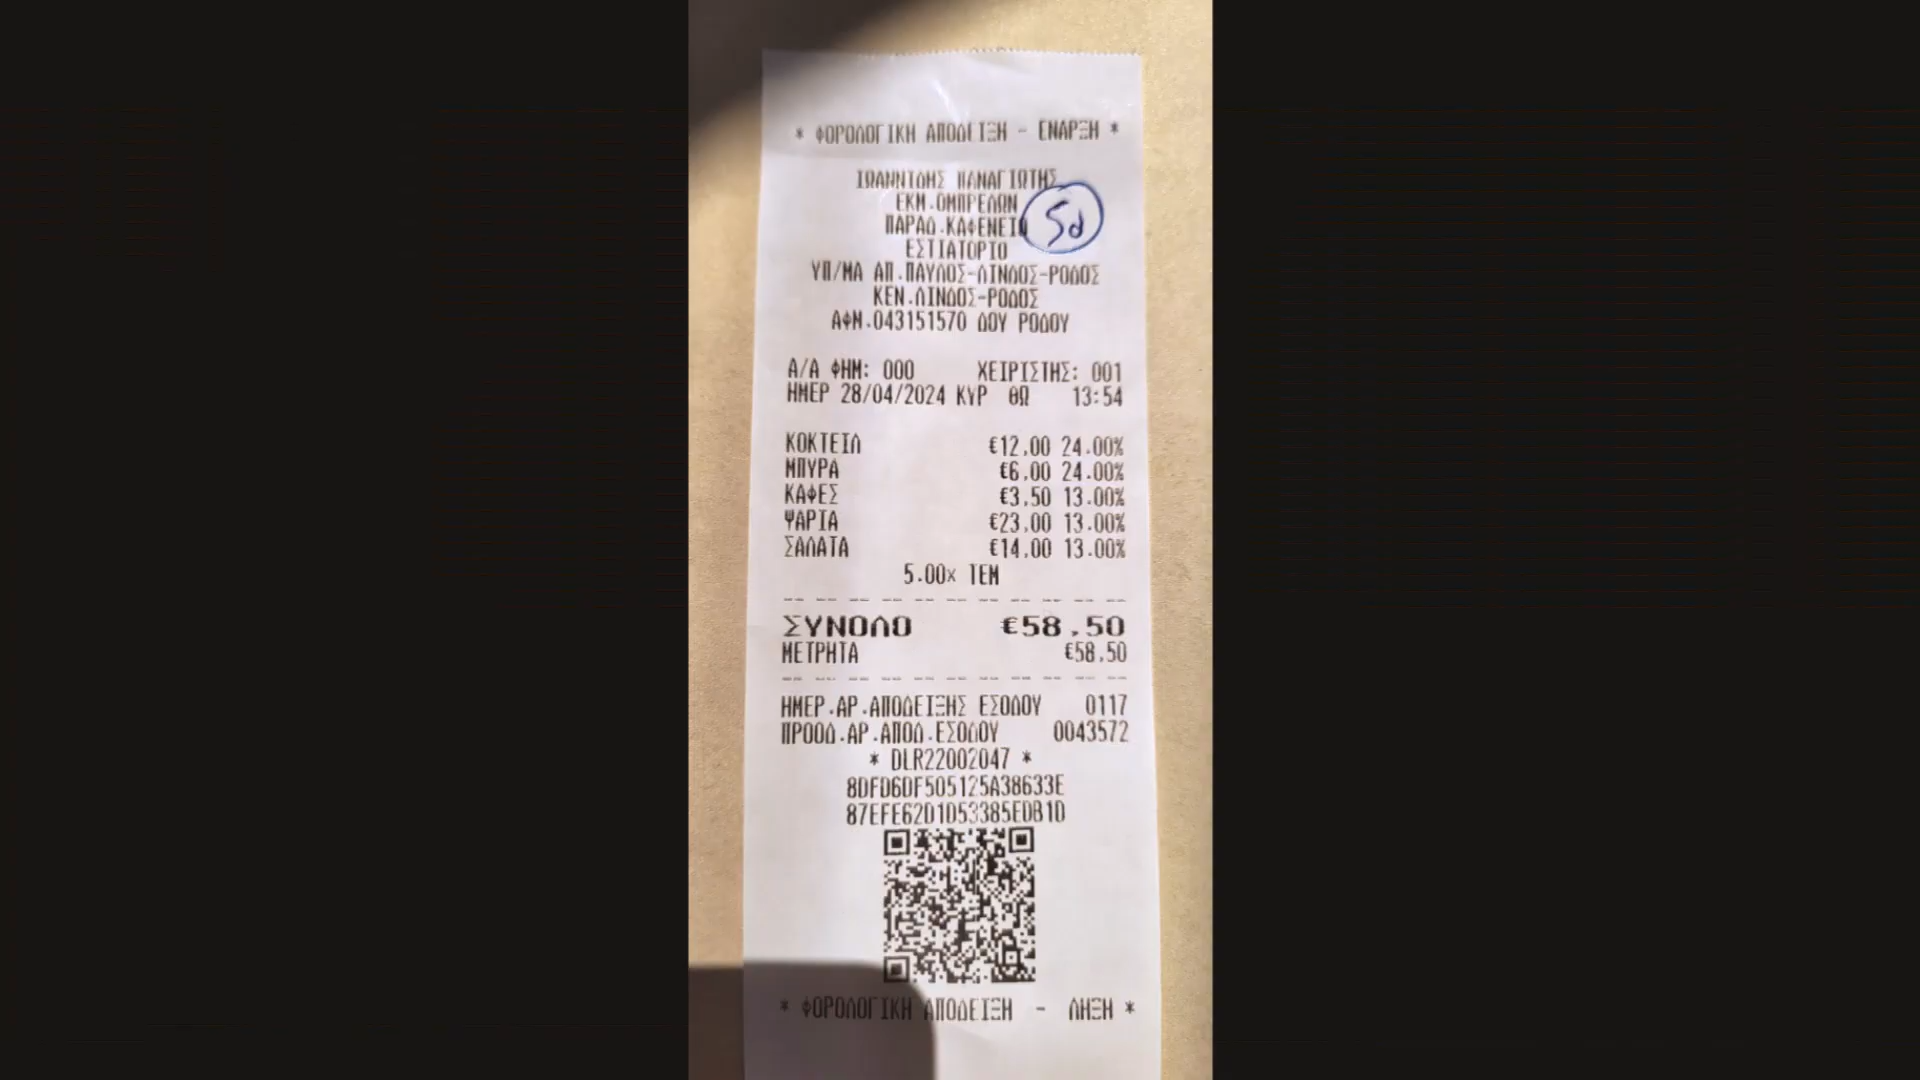 * ΦΟΡΟΛΟΓΙΚΗ ΑΠΟΔΕΙΞΗ - ΕΝΑΡΞΗ *
ΙΩΑΝΝΙΔΗΣ ΠΑΝΑΓΙΩΤΗΣ
ΕΚΜ.ΟΜΠΡΕΛΩΝ
ΠΑΡΑΔ.ΚΑΦΕΝΕΙΟ
ΕΣΤΙΑΤΟΡΙΟ
ΥΠ/ΜΑ ΑΠ.ΠΑΥΛΟΣ-ΛΙΝΔΟΣ-ΡΟΔΟΣ
ΚΕΝ.ΛΙΝΔΟΣ-ΡΟΔΟΣ
ΑΦΜ.043151570 ΔΟΥ ΡΟΔΟΥ
Α/Α ΦΗΜ: 000 ΧΕΙΡΙΣΤΗΣ: 001
ΗΜΕΡ 28/04/2024 ΚΥΡ ΘΩ 13:54
ΚΟΚΤΕΙΛ €12,00 24.00%
ΜΠΥΡΑ €6,00 24.00%
ΚΑΦΕΣ €3,50 13.00%
ΨΑΡΙΑ €23,00 13.00%
ΣΑΛΑΤΑ €14,00 13.00%
5.00x ΤΕΜ
ΣΥΝΟΛΟ €58,50
ΜΕΤΡΗΤΑ €58,50
ΗΜΕΡ.ΑΡ.ΑΠΟΔΕΙΞΗΣ ΕΣΟΔΟΥ 0117
ΠΡΟΟΔ.ΑΡ.ΑΠΟΔ.ΕΣΟΔΟΥ 0043572
* DLR22002047 *
8DFD6DF505125A38633E
87EFE62D1D53385EDB1D
* ΦΟΡΟΛΟΓΙΚΗ ΑΠΟΔΕΙΞΗ - ΛΗΞΗ *